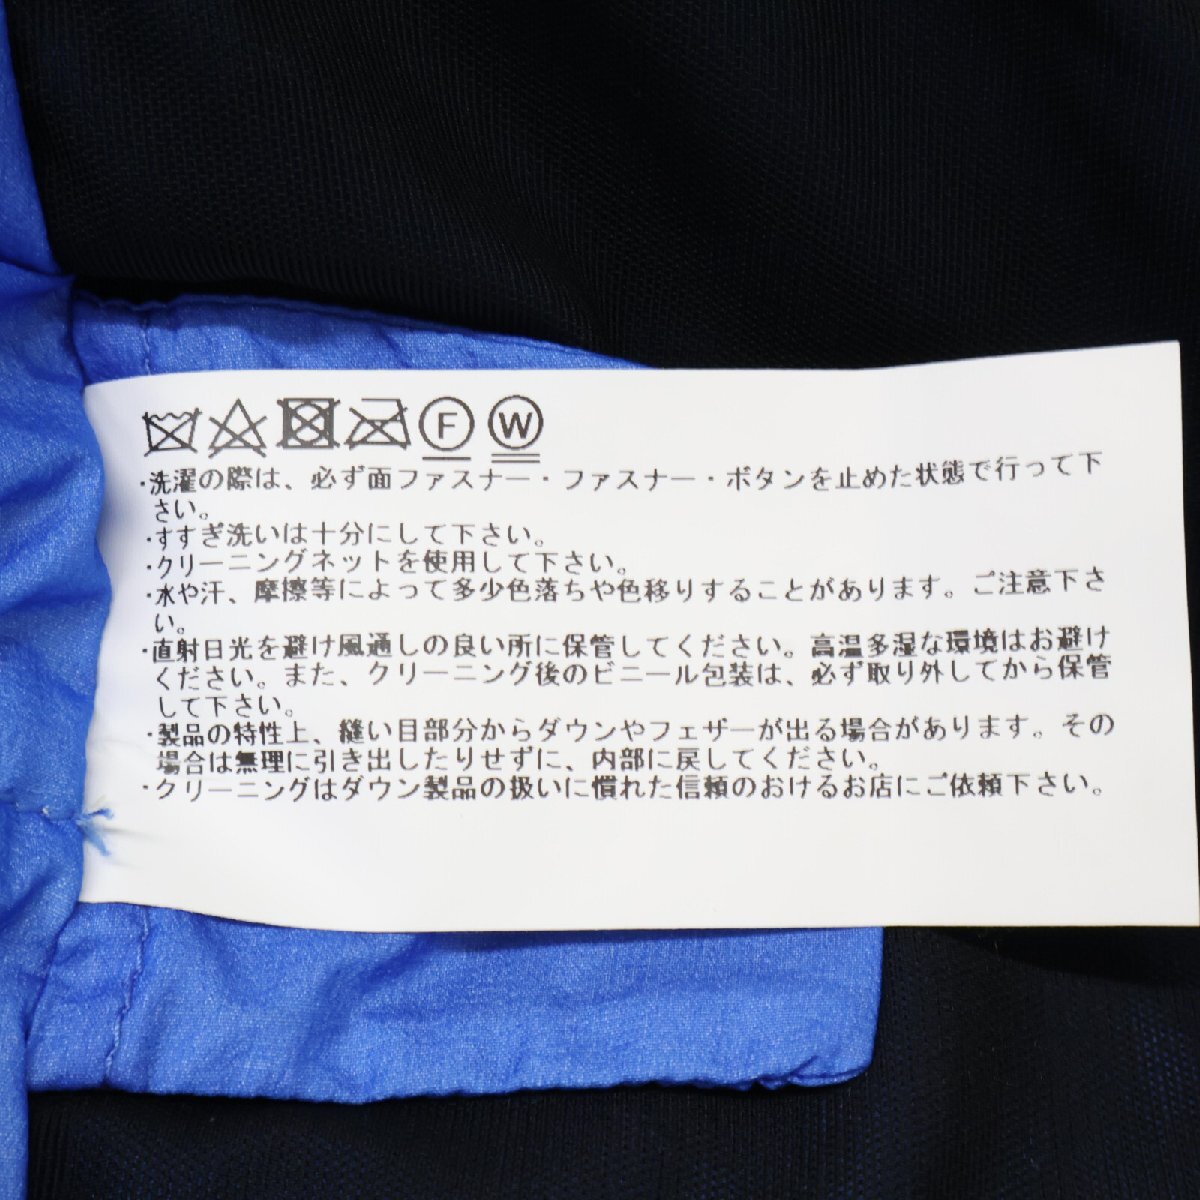 F W
・洗濯の際は、必ず面ファスナー・ファスナー・ボタンを止めた状態で行って下
さい。
・すすぎ洗いは十分にして下さい。
・クリーニングネットを使用して下さい。
・水や汗、摩擦等によって多少色落ちや色移りすることがあります。ご注意下さ
い。
・直射日光を避け風通しの良い所に保管してください。高温多湿な環境はお避け
ください。また、クリーニング後のビニール包装は、必ず取り外してから保管
して下さい。
・製品の特性上、縫い目部分からダウンやフェザーが出る場合があります。その
場合は無理に引き出したりせずに、内部に戻してください。
・クリーニングはダウン製品の扱いに慣れた信頼のおけるお店にご依頼下さい。